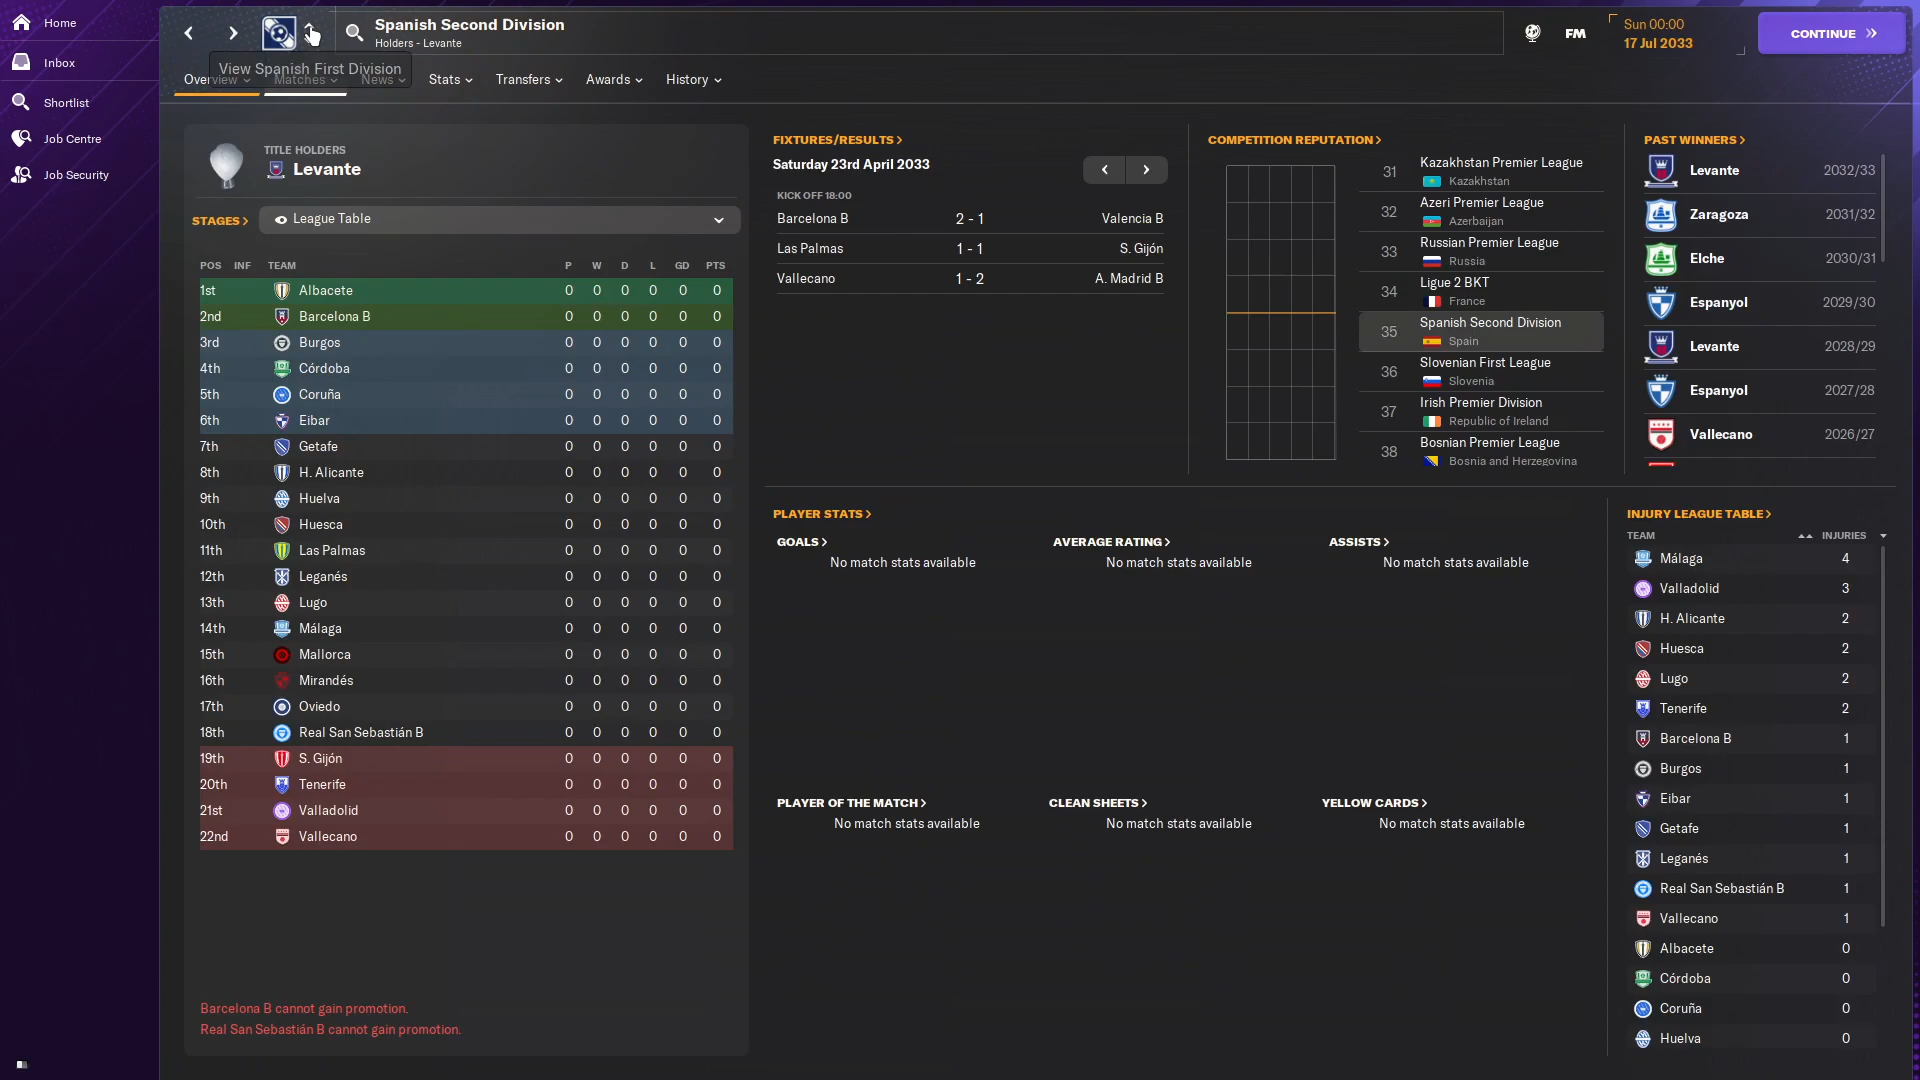 Home
Inbox
Shortlist
Job Centre
Job Security
Spanish Second Division
Holders - Levante
View Spanish First Division
FM
Sun 00:00
17 Jul 2033
CONTINUE
Overview
Matches
News
Stats
Transfers
Awards
History
TITLE HOLDERS
Levante
STAGES
League Table
POS INF TEAM P W D L GD PTS
1st Albacete 0 0 0 0 0 0
2nd Barcelona B 0 0 0 0 0 0
3rd Burgos 0 0 0 0 0 0
4th Córdoba 0 0 0 0 0 0
5th Coruña 0 0 0 0 0 0
6th Eibar 0 0 0 0 0 0
7th Getafe 0 0 0 0 0 0
8th H. Alicante 0 0 0 0 0 0
9th Huelva 0 0 0 0 0 0
10th Huesca 0 0 0 0 0 0
11th Las Palmas 0 0 0 0 0 0
12th Leganés 0 0 0 0 0 0
13th Lugo 0 0 0 0 0 0
14th Málaga 0 0 0 0 0 0
15th Mallorca 0 0 0 0 0 0
16th Mirandés 0 0 0 0 0 0
17th Oviedo 0 0 0 0 0 0
18th Real San Sebastián B 0 0 0 0 0 0
19th S. Gijón 0 0 0 0 0 0
20th Tenerife 0 0 0 0 0 0
21st Valladolid 0 0 0 0 0 0
22nd Vallecano 0 0 0 0 0 0
Barcelona B cannot gain promotion.
Real San Sebastián B cannot gain promotion.
FIXTURES/RESULTS
Saturday 23rd April 2033
KICK OFF 18:00
Barcelona B 2 - 1 Valencia B
Las Palmas 1 - 1 S. Gijón
Vallecano 1 - 2 A. Madrid B
COMPETITION REPUTATION
31 Kazakhstan Premier League
Kazakhstan
32 Azeri Premier League
Azerbaijan
33 Russian Premier League
Russia
34 Ligue 2 BKT
France
35 Spanish Second Division
Spain
36 Slovenian First League
Slovenia
37 Irish Premier Division
Republic of Ireland
38 Bosnian Premier League
Bosnia and Herzegovina
PAST WINNERS
Levante 2032/33
Zaragoza 2031/32
Elche 2030/31
Espanyol 2029/30
Levante 2028/29
Espanyol 2027/28
Vallecano 2026/27
PLAYER STATS
GOALS
No match stats available
AVERAGE RATING
No match stats available
ASSISTS
No match stats available
PLAYER OF THE MATCH
No match stats available
CLEAN SHEETS
No match stats available
YELLOW CARDS
No match stats available
INJURY LEAGUE TABLE
TEAM INJURIES
Málaga 4
Valladolid 3
H. Alicante 2
Huesca 2
Lugo 2
Tenerife 2
Barcelona B 1
Burgos 1
Eibar 1
Getafe 1
Leganés 1
Real San Sebastián B 1
Vallecano 1
Albacete 0
Córdoba 0
Coruña 0
Huelva 0